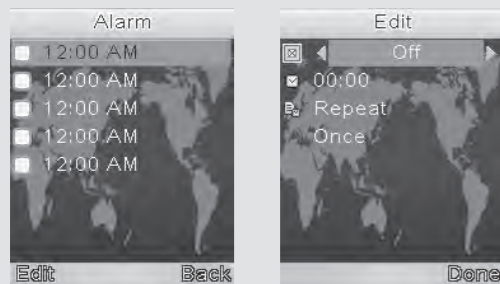 Alarm
12:00 AM
12:00 AM
12:00 AM
12:00 AM
12:00 AM
Edit Back
Edit
Off
00:00
Repeat
Once
Done